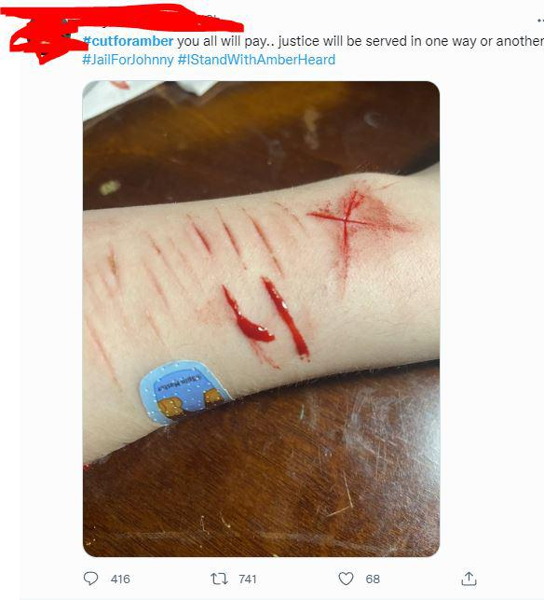 #cutforamber you all will pay.. justice will be served in one way or another
#JailForJohnny #IStandWithAmberHeard
416 741 68